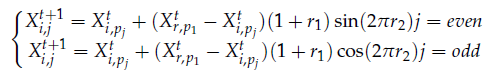 { X^{t+1}_{i,j} = X^t_{i,p_j} + (X^t_{r,p_1} − X^t_{i,p_j})(1 + r_1) sin(2πr_2) j = even
X^{t+1}_{i,j} = X^t_{i,p_j} + (X^t_{r,p_1} − X^t_{i,p_j})(1 + r_1) cos(2πr_2) j = odd